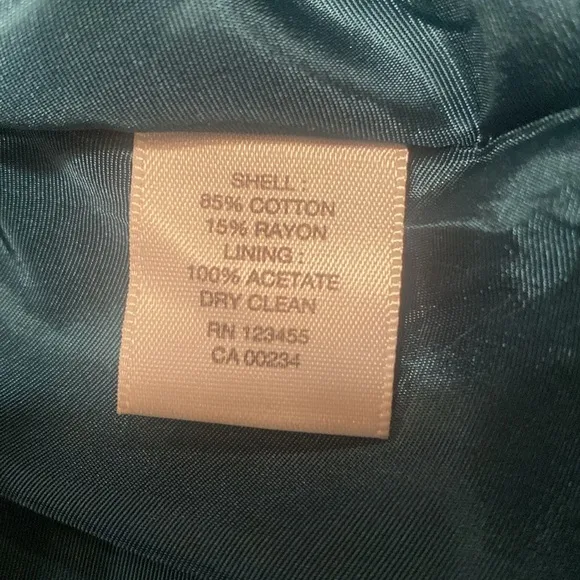 SHELL :
85% COTTON
15% RAYON
LINING :
100% ACETATE
DRY CLEAN
RN 123455
CA 00234